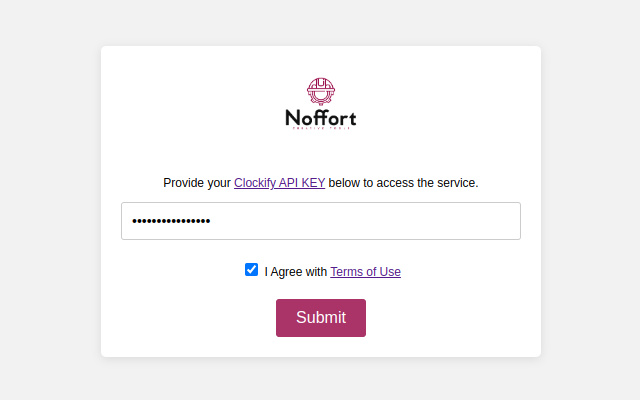 Noffort
CREATIVE TOOLS
Provide your Clockify API KEY below to access the service.
••••••••••••••••
I Agree with Terms of Use
Submit